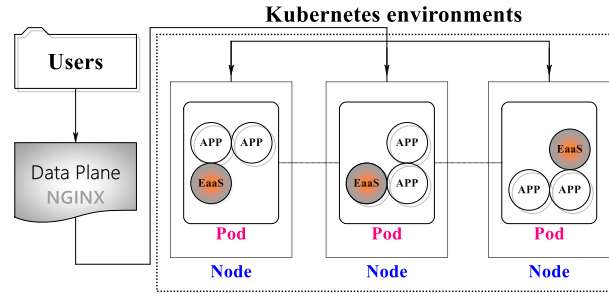 Kubernetes environments
Users
Data Plane
NGINX
APP APP
EaaS
Pod
Node
APP
EaaS APP
Pod
Node
EaaS
APP APP
Pod
Node